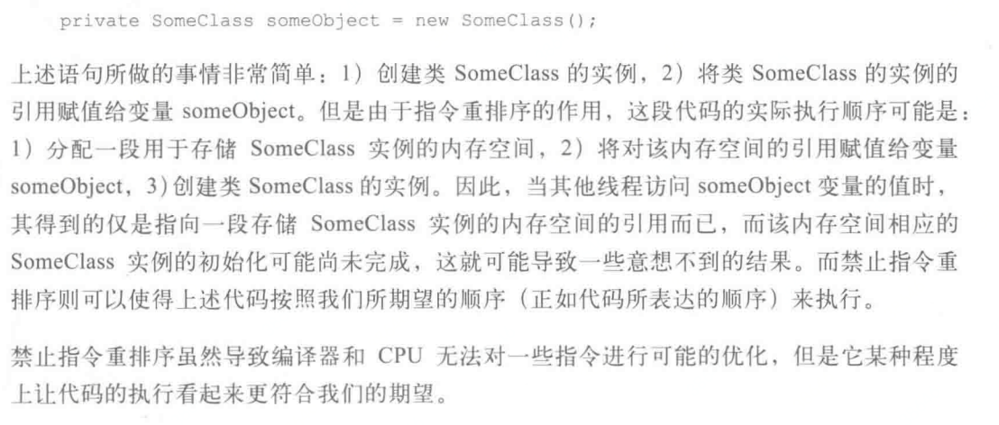 private SomeClass someObject = new SomeClass();
上述语句所做的事情非常简单：1）创建类 SomeClass 的实例，2）将类 SomeClass 的实例的
引用赋值给变量 someObject。但是由于指令重排序的作用，这段代码的实际执行顺序可能是：
1）分配一段用于存储 SomeClass 实例的内存空间，2）将对该内存空间的引用赋值给变量
someObject，3）创建类 SomeClass 的实例。因此，当其他线程访问 someObject 变量的值时，
其得到的仅是指向一段存储 SomeClass 实例的内存空间的引用而已，而该内存空间相应的
SomeClass 实例的初始化可能尚未完成，这就可能导致一些意想不到的结果。而禁止指令重
排序则可以使得上述代码按照我们所期望的顺序（正如代码所表达的顺序）来执行。
禁止指令重排序虽然导致编译器和 CPU 无法对一些指令进行可能的优化，但是它某种程度
上让代码的执行看起来更符合我们的期望。